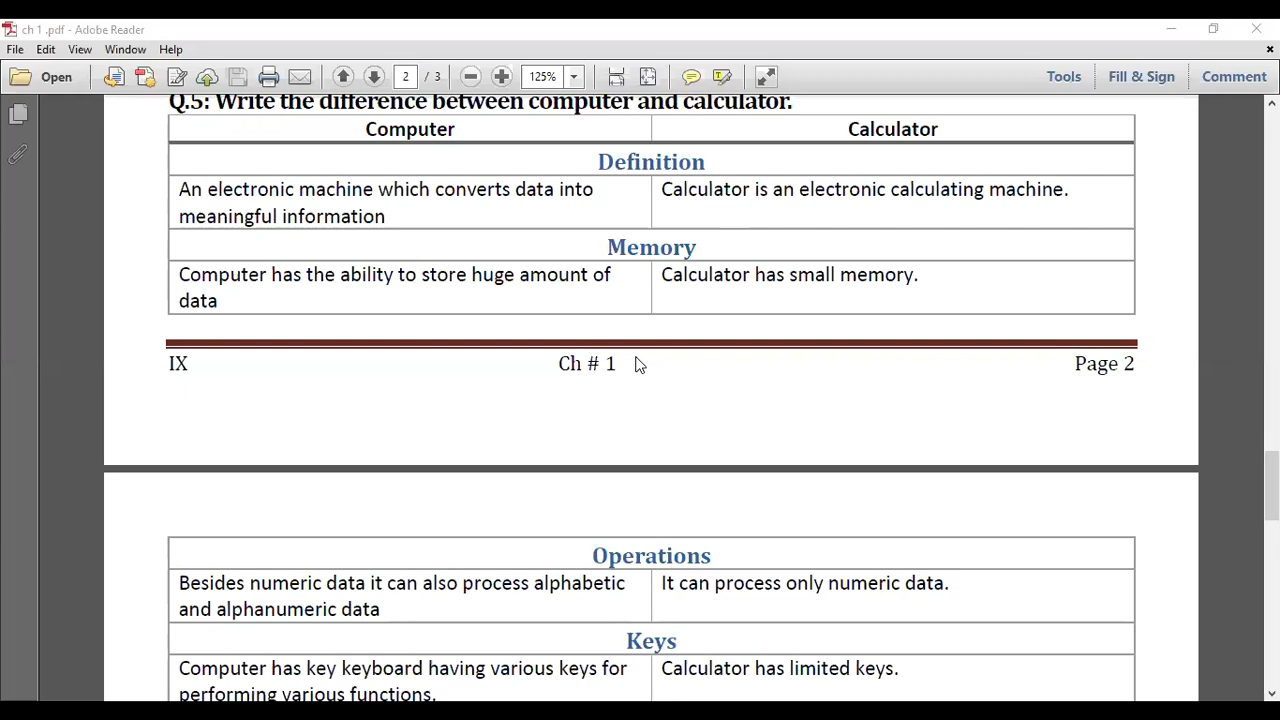 ch 1 .pdf - Adobe Reader
File Edit View Window Help
Open 2 / 3 125% Tools Fill & Sign Comment
Q.5: Write the difference between computer and calculator.
Computer Calculator
Definition
An electronic machine which converts data into Calculator is an electronic calculating machine.
meaningful information
Memory
Computer has the ability to store huge amount of Calculator has small memory.
data
IX Ch # 1 Page 2
Operations
Besides numeric data it can also process alphabetic It can process only numeric data.
and alphanumeric data
Keys
Computer has key keyboard having various keys for Calculator has limited keys.
performing various functions.